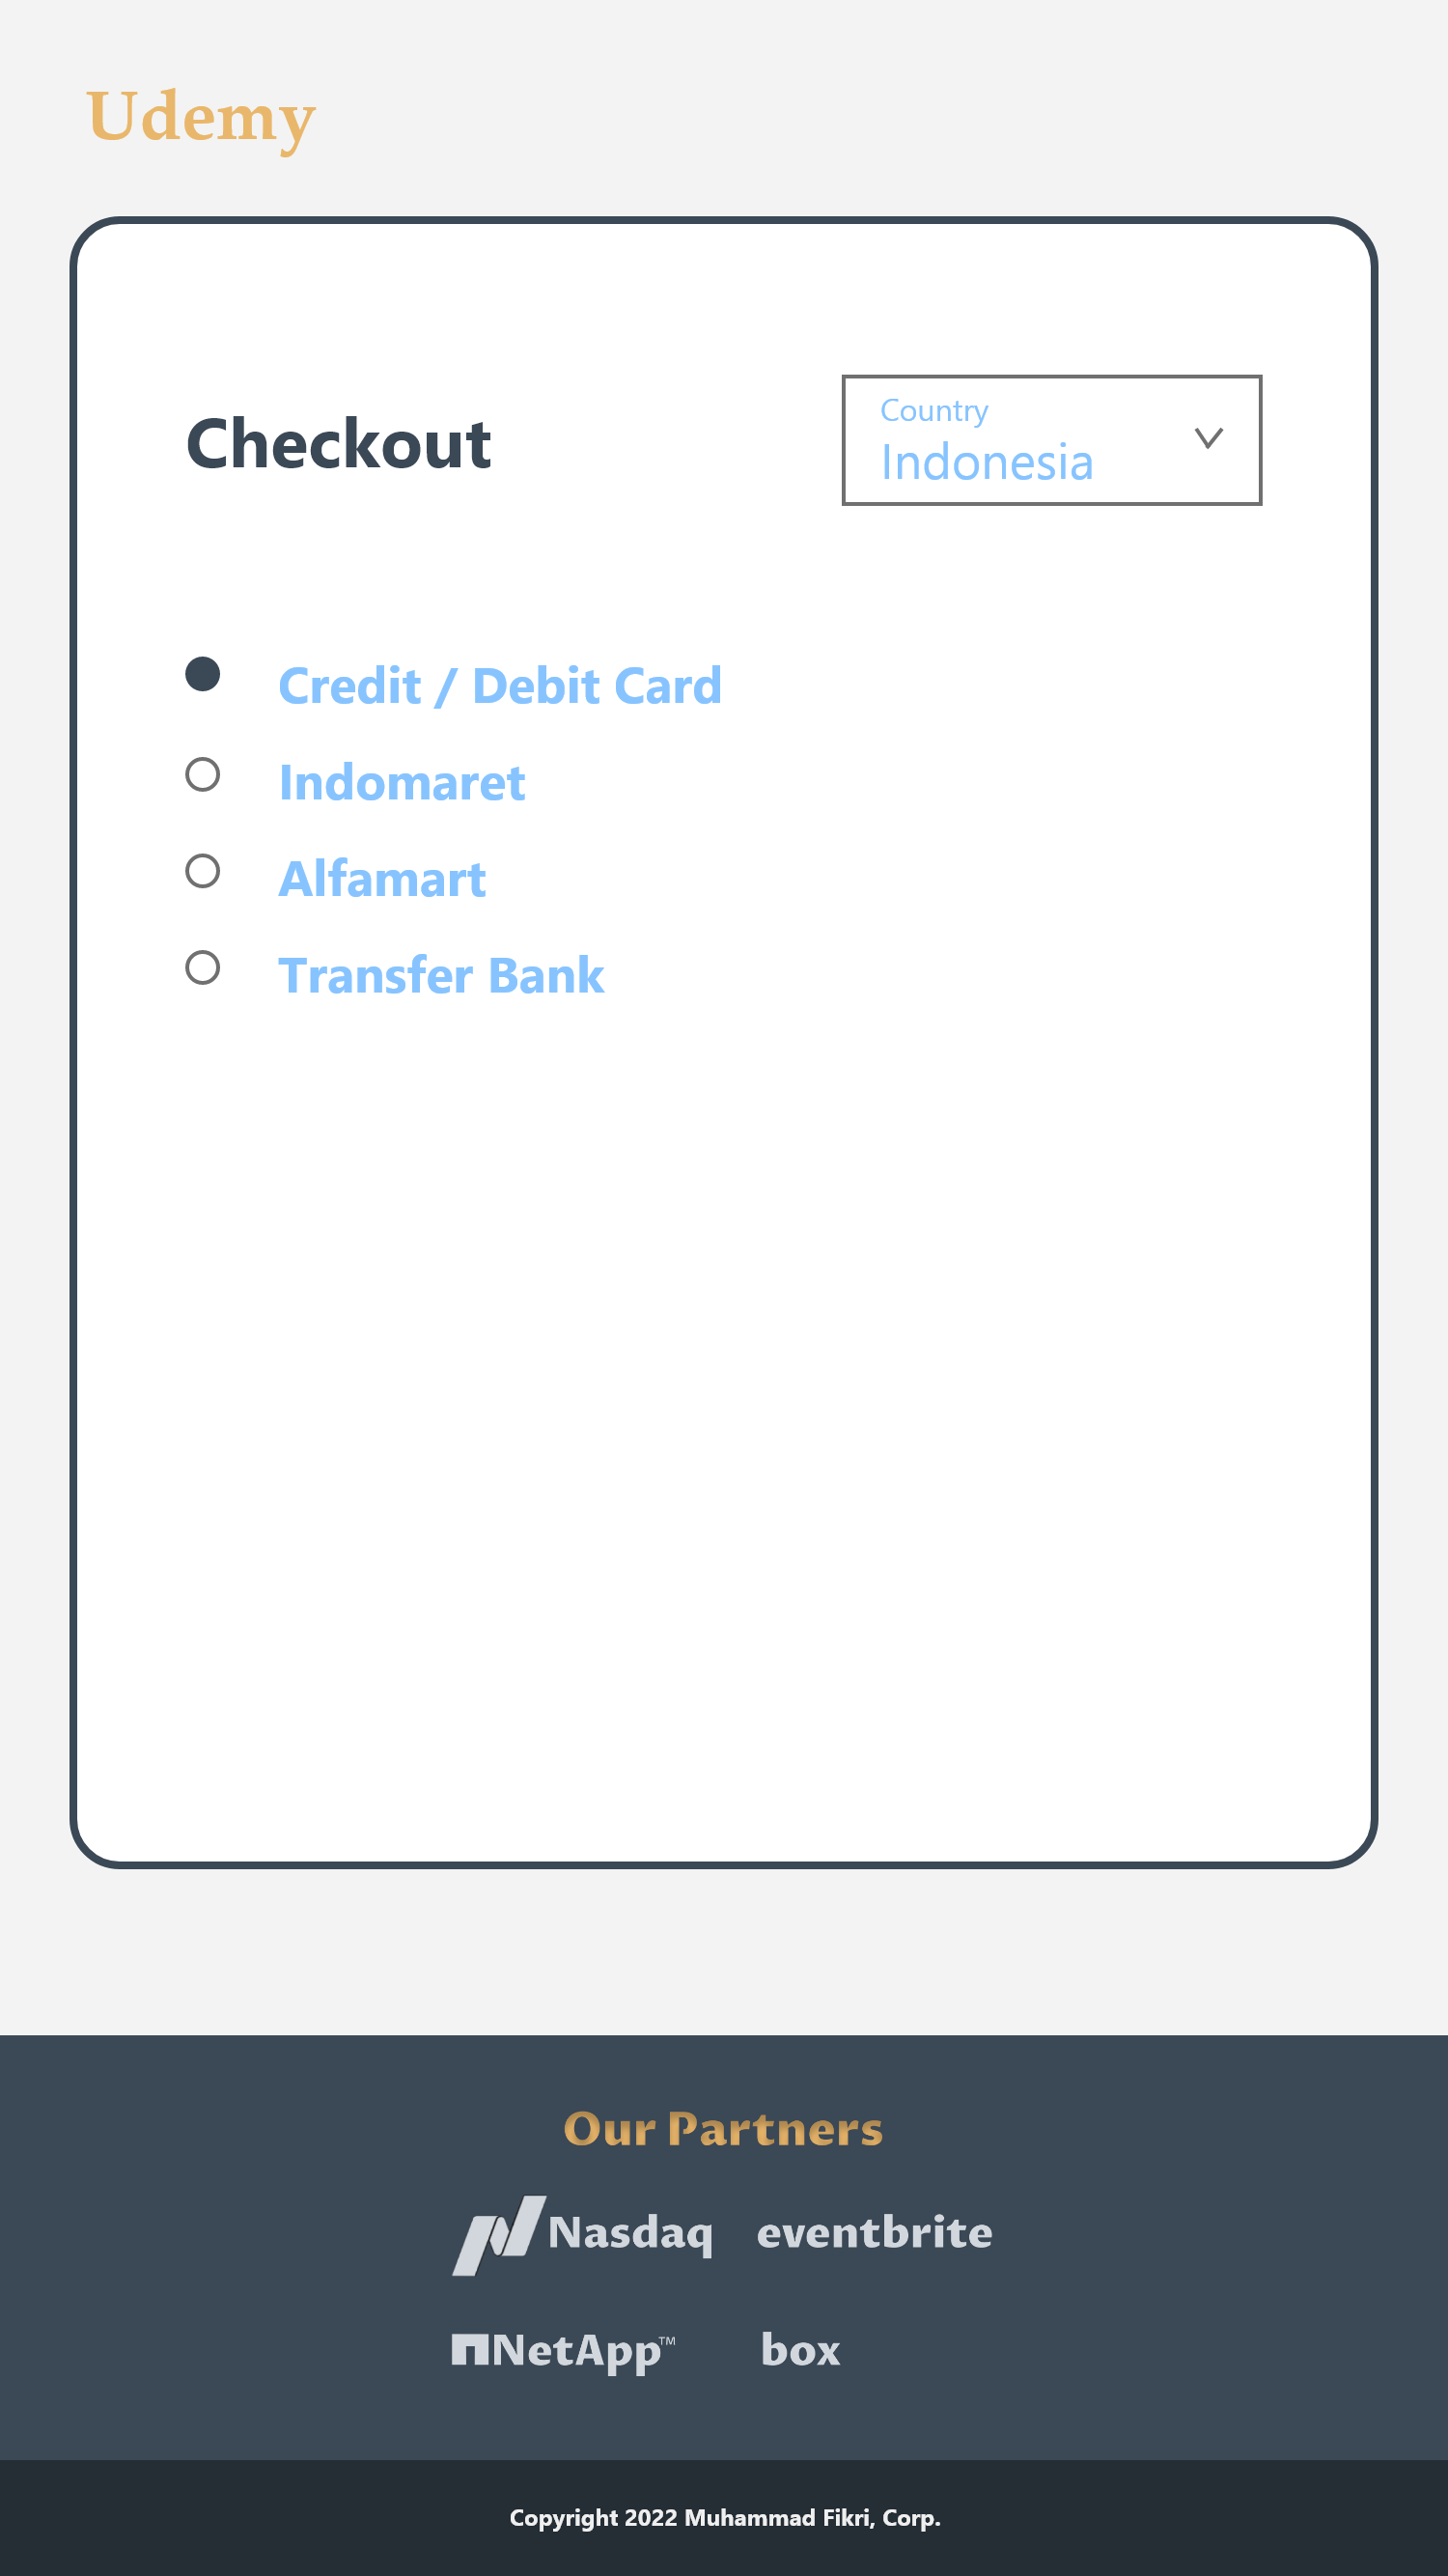 Udemy
Checkout
Country
Indonesia
Credit / Debit Card
Indomaret
Alfamart
Transfer Bank
Our Partners
Nasdaq eventbrite
NetApp™ box
Copyright 2022 Muhammad Fikri, Corp.